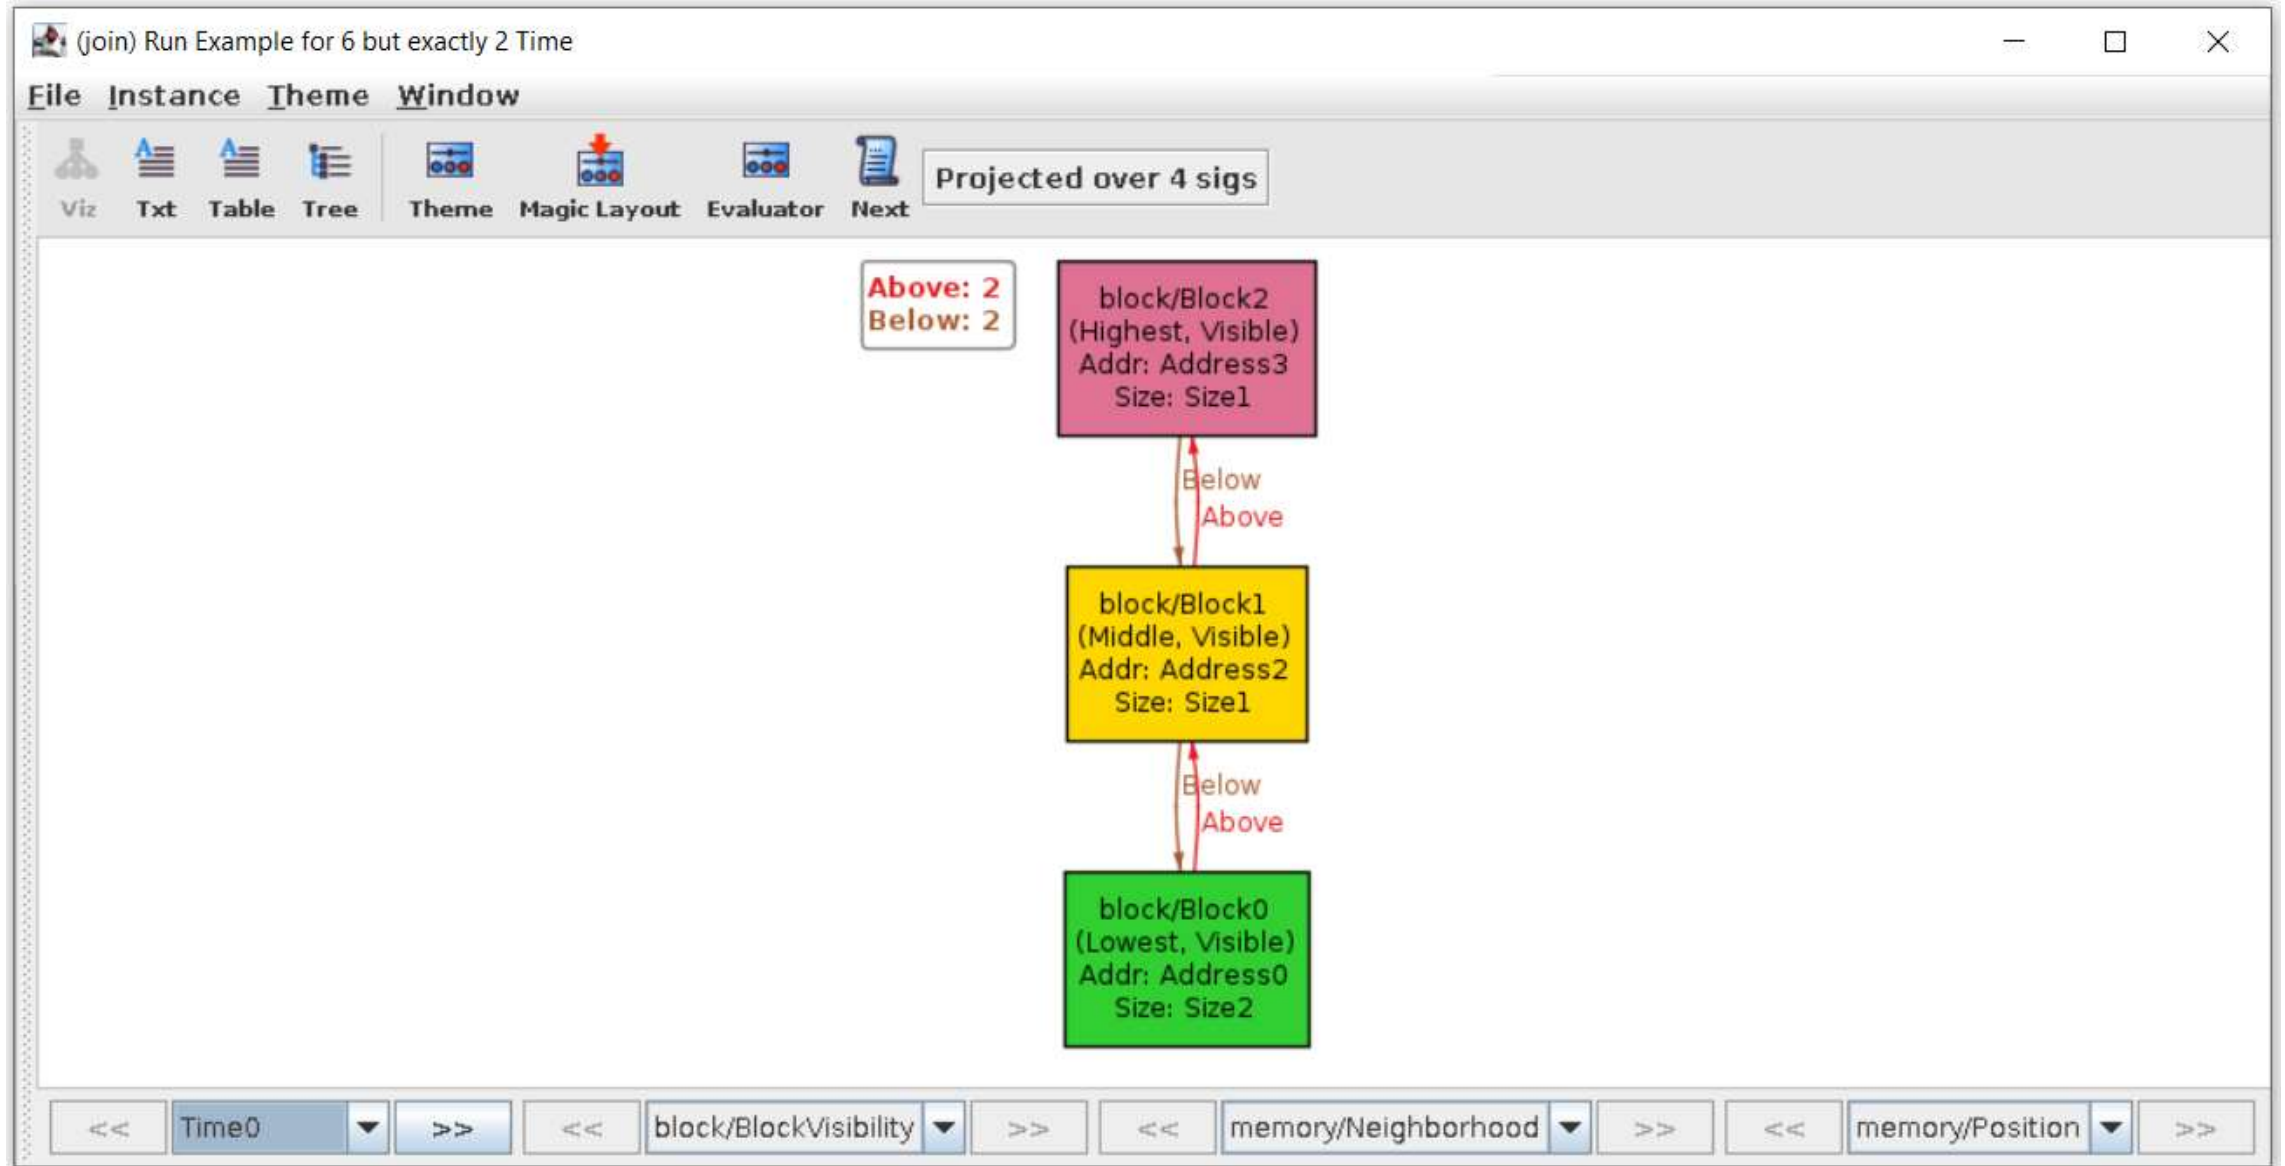 (join) Run Example for 6 but exactly 2 Time
File Instance Theme Window
Viz Txt Table Tree Theme Magic Layout Evaluator Next Projected over 4 sigs
Above: 2
Below: 2
block/Block2
(Highest, Visible)
Addr: Address3
Size: Size1
Below
Above
block/Block1
(Middle, Visible)
Addr: Address2
Size: Size1
Below
Above
block/Block0
(Lowest, Visible)
Addr: Address0
Size: Size2
<< Time0 >> << block/BlockVisibility >> << memory/Neighborhood >> << memory/Position >>